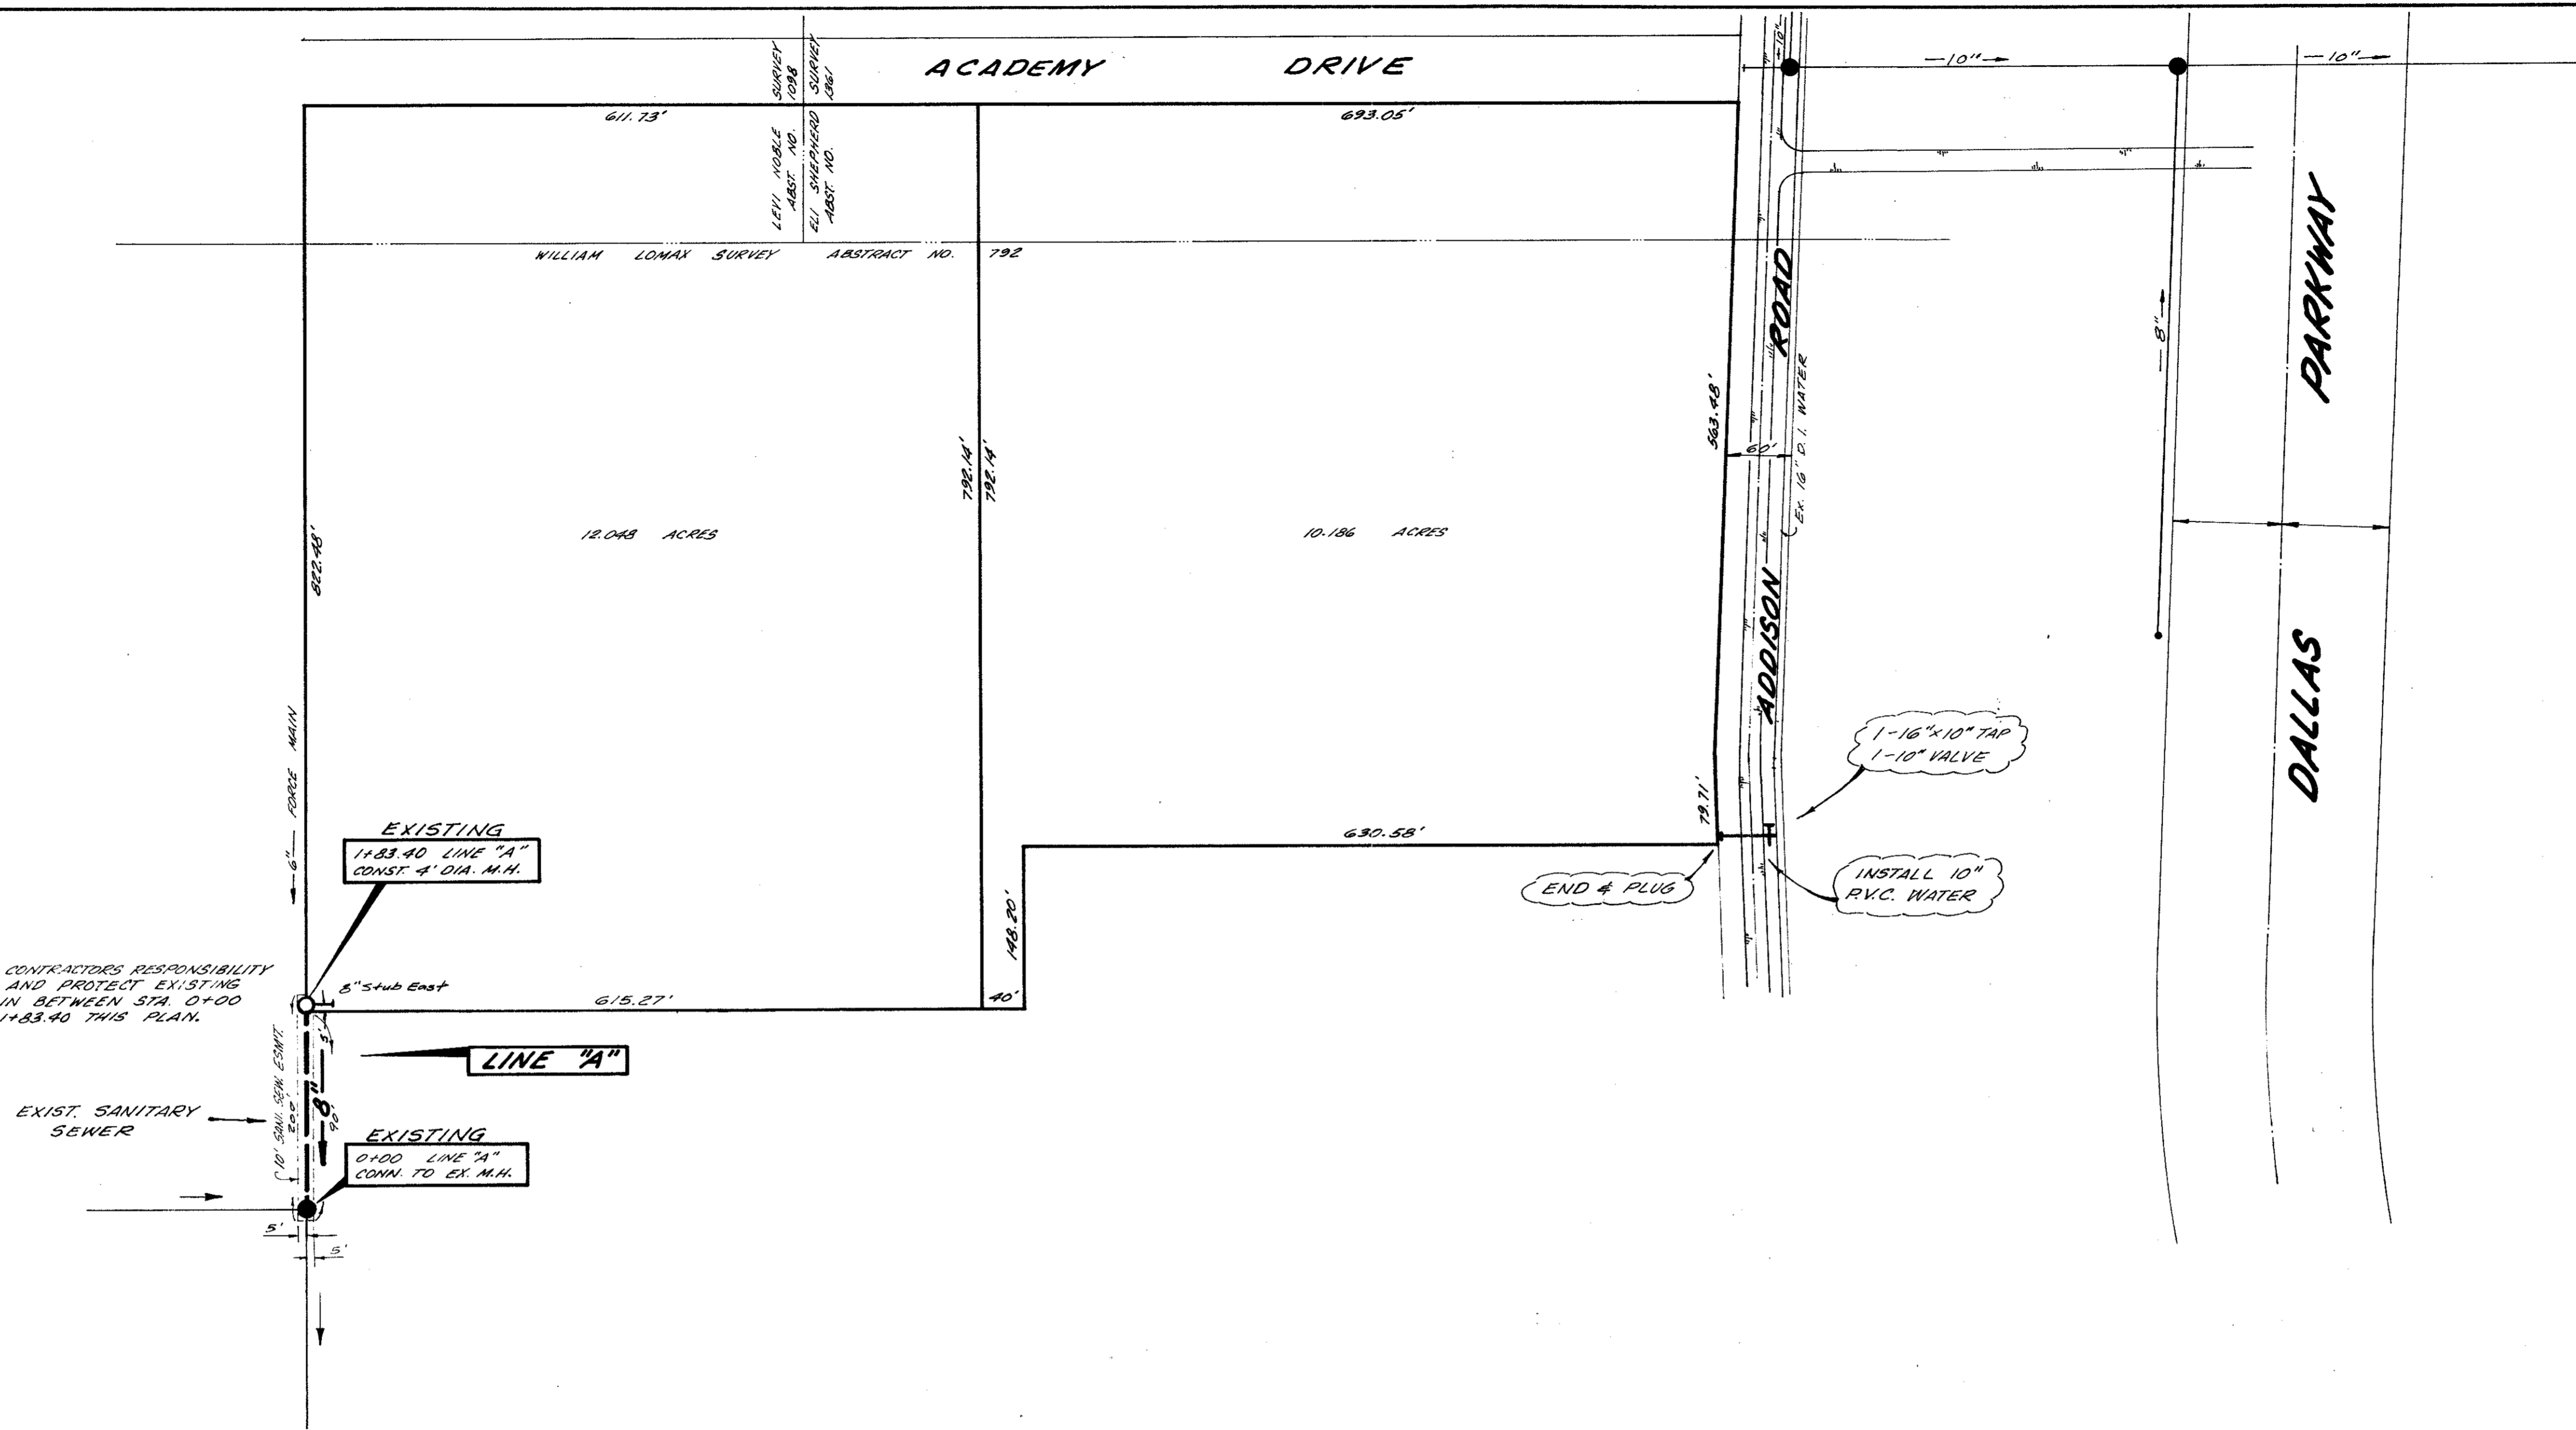 ACADEMY DRIVE
LEVI NOBLE SURVEY
ABST. NO. 1098
ELI SHEPHERD SURVEY
ABST. NO. 1361
611.73'
693.05'
10"
10"
10"
WILLIAM LOMAX SURVEY ABSTRACT NO. 792
ADDISON ROAD
DALLAS PARKWAY
8"
Ex. 16" D.I. WATER
563.48'
60'
792.14'
792.14'
822.48'
12.048 ACRES
10.186 ACRES
6" FORCE MAIN
EXISTING
1+83.40 LINE "A"
CONST. 4' DIA. M.H.
79.71'
1-16"x10" TAP
1-10" VALVE
630.58'
END & PLUG
INSTALL 10"
P.V.C. WATER
148.20'
40'
615.27'
8" Stub East
CONTRACTORS RESPONSIBILITY
AND PROTECT EXISTING
IN BETWEEN STA. 0+00
1+83.40 THIS PLAN.
5'
LINE "A"
10' SANI. SEW. ESM'T.
200'
8"
90'
EXIST. SANITARY
SEWER
EXISTING
0+00 LINE "A"
CONN. TO EX. M.H.
5'
5'